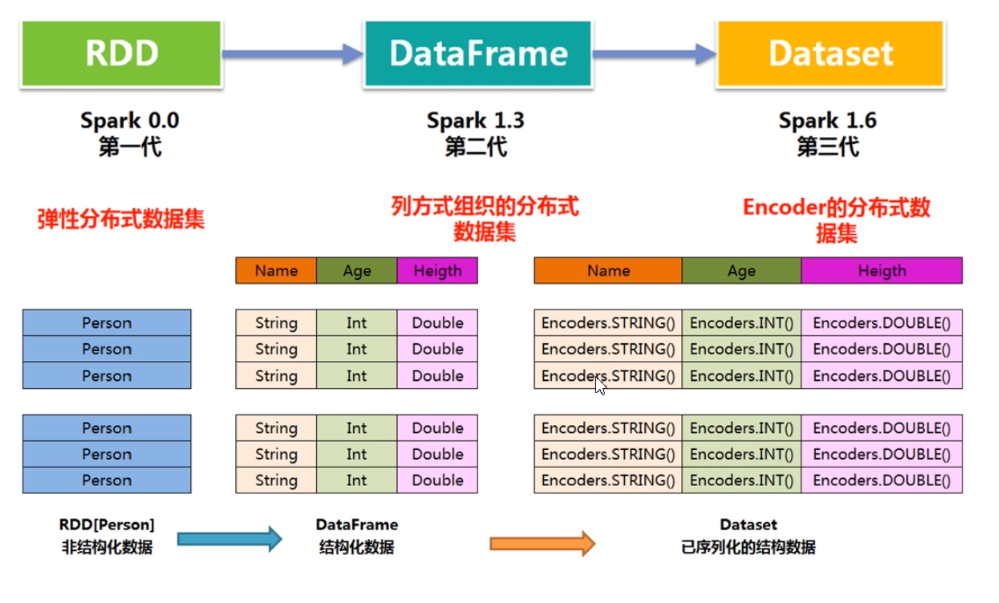 RDD
DataFrame
Dataset
Spark 0.0
第一代
Spark 1.3
第二代
Spark 1.6
第三代
弹性分布式数据集
列方式组织的分布式
数据集
Encoder的分布式数
据集
Name Age Heigth
Name Age Heigth
Person
Person
Person
String Int Double
String Int Double
String Int Double
Encoders.STRING() Encoders.INT() Encoders.DOUBLE()
Encoders.STRING() Encoders.INT() Encoders.DOUBLE()
Encoders.STRING() Encoders.INT() Encoders.DOUBLE()
Person
Person
Person
String Int Double
String Int Double
String Int Double
Encoders.STRING() Encoders.INT() Encoders.DOUBLE()
Encoders.STRING() Encoders.INT() Encoders.DOUBLE()
Encoders.STRING() Encoders.INT() Encoders.DOUBLE()
RDD[Person]
非结构化数据
DataFrame
结构化数据
Dataset
已序列化的结构数据